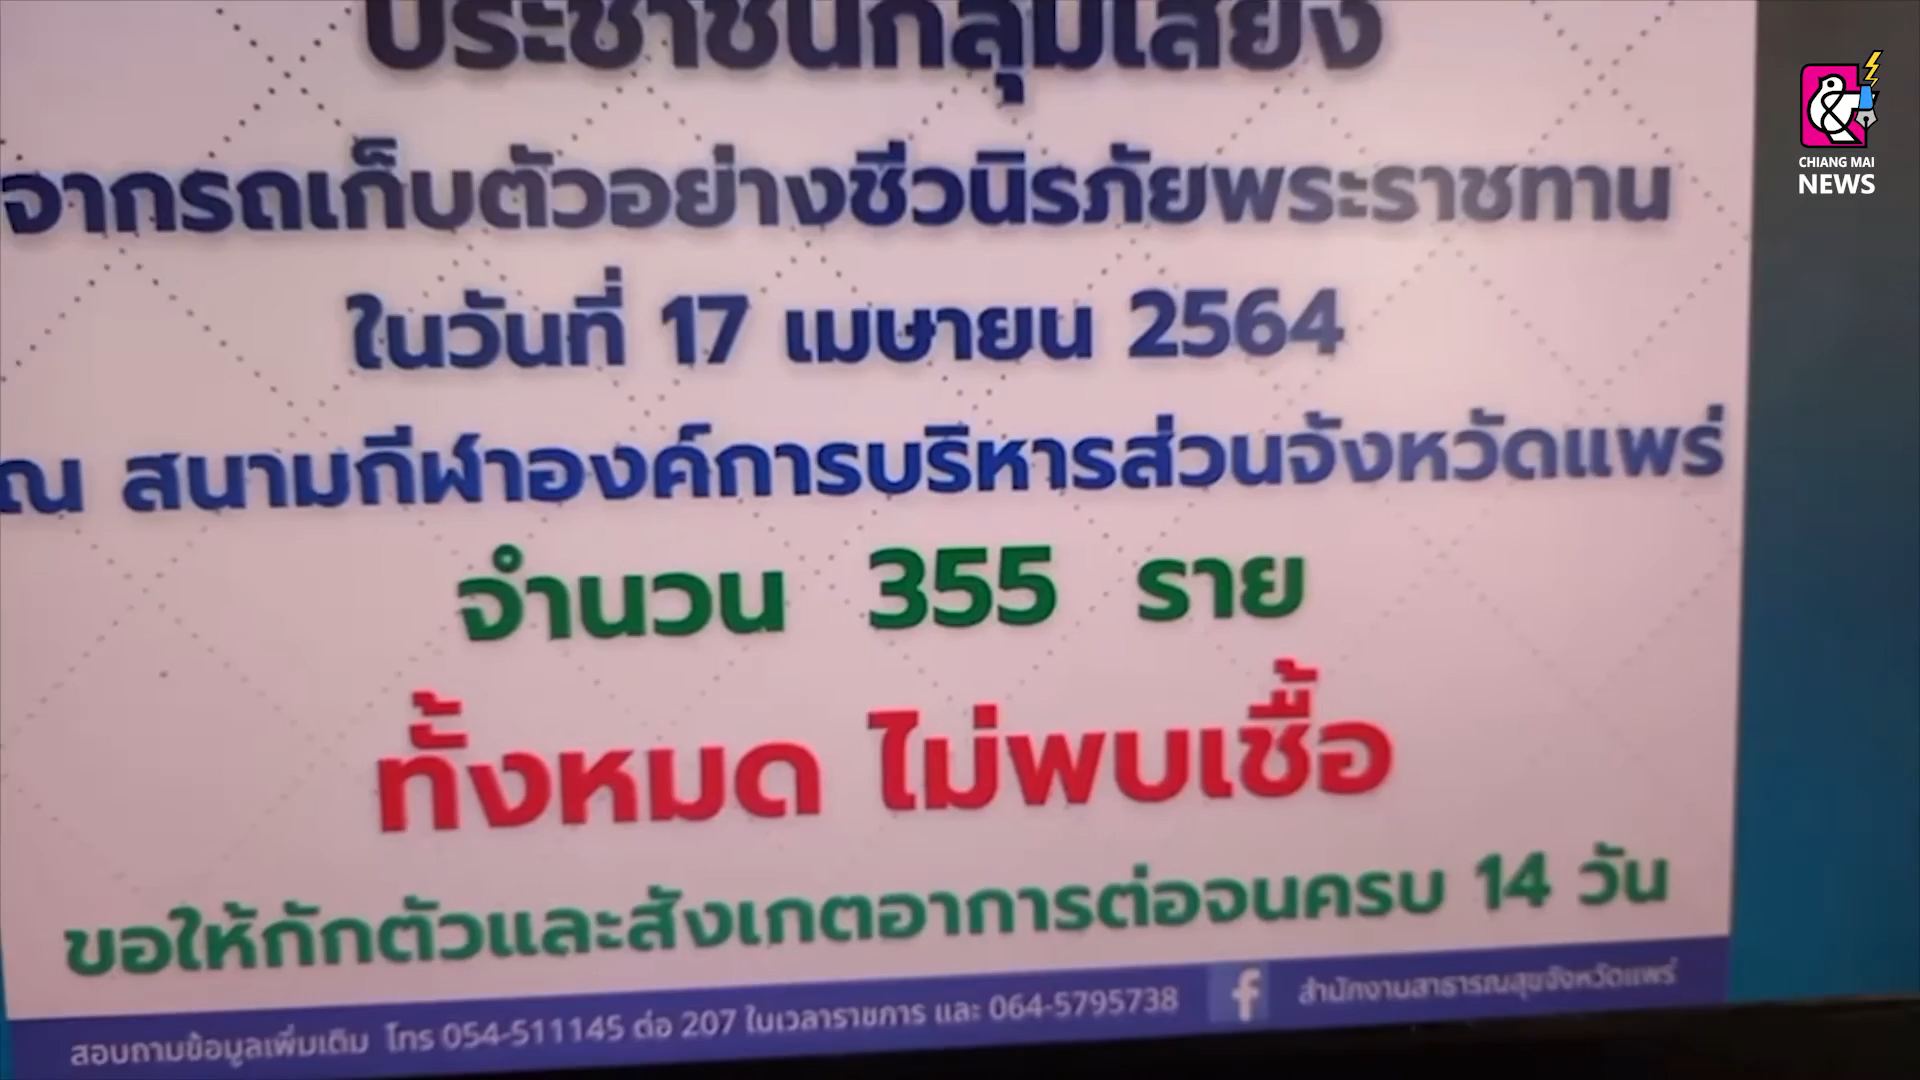 ประชาชนกลุ่มเสี่ยง
จากรถเก็บตัวอย่างชีวนิรภัยพระราชทาน
ในวันที่ 17 เมษายน 2564
ณ สนามกีฬาองค์การบริหารส่วนจังหวัดแพร่
จำนวน 355 ราย
ทั้งหมด ไม่พบเชื้อ
ขอให้กักตัวและสังเกตอาการต่อจนครบ 14 วัน
สอบถามข้อมูลเพิ่มเติม โทร 054-511145 ต่อ 207 ในเวลาราชการ และ 064-5795738
สำนักงานสาธารณสุขจังหวัดแพร่
CHIANG MAI
NEWS